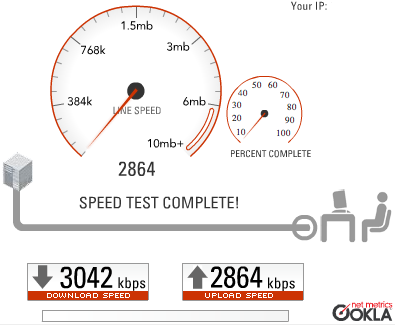 Your IP:
1.5mb
768k
3mb
384k
LINE SPEED
6mb
10mb+
2864
50 60
40 70
30 80
20 90
10 100
PERCENT COMPLETE
SPEED TEST COMPLETE!
3042 kbps
DOWNLOAD SPEED
2864 kbps
UPLOAD SPEED
net metrics
OOKLA